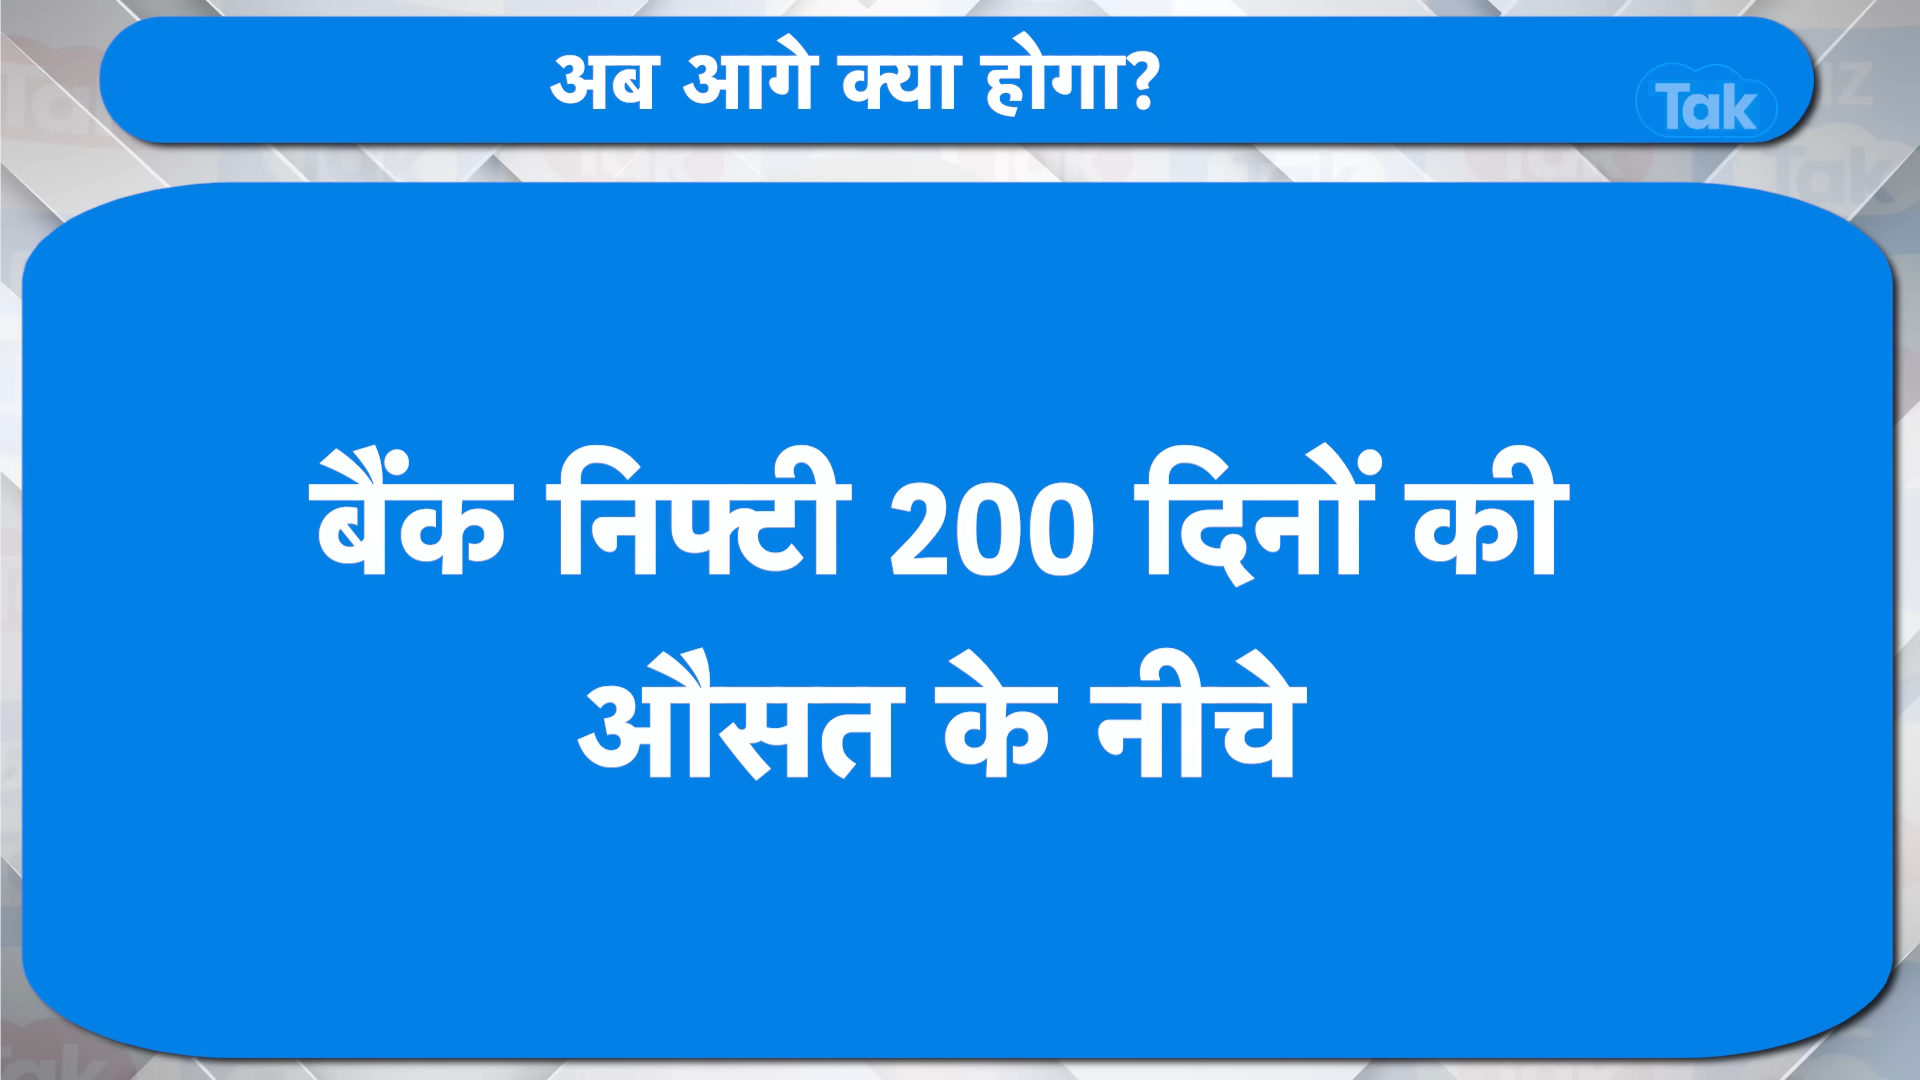 अब आगे क्या होगा?
Tak
बैंक निफ्टी 200 दिनों की
औसत के नीचे